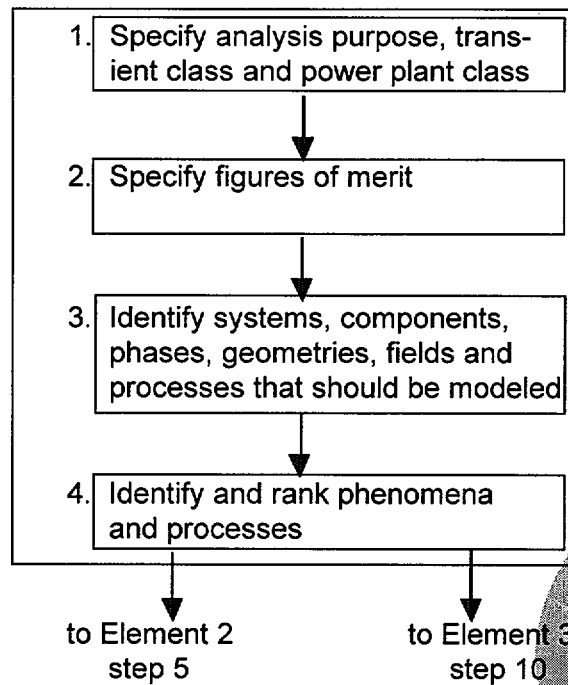 1. Specify analysis purpose, trans-
ient class and power plant class
2. Specify figures of merit
3. Identify systems, components,
phases, geometries, fields and
processes that should be modeled
4. Identify and rank phenomena
and processes
to Element 2
step 5
to Element 3
step 10